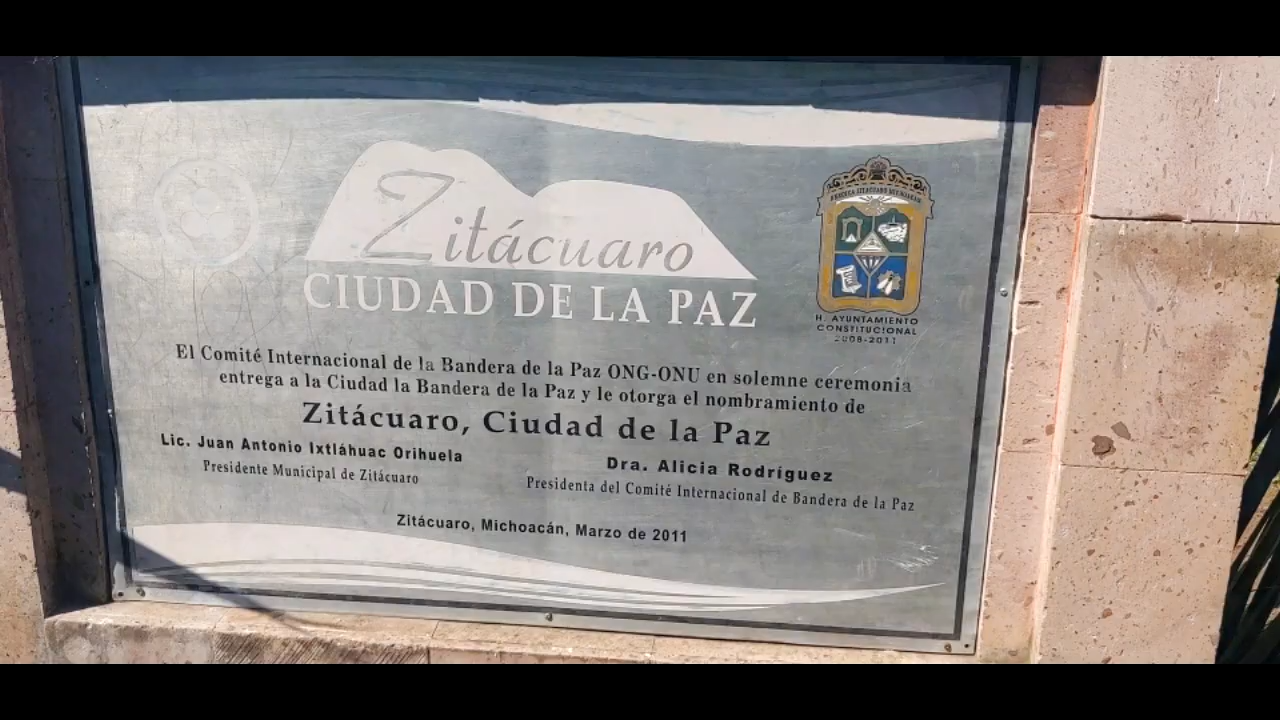 Zitácuaro
CIUDAD DE LA PAZ
H. AYUNTAMIENTO
CONSTITUCIONAL
2008-2011
El Comité Internacional de la Bandera de la Paz ONG-ONU en solemne ceremonia
entrega a la Ciudad la Bandera de la Paz y le otorga el nombramiento de
Zitácuaro, Ciudad de la Paz
Lic. Juan Antonio Ixtláhuac Orihuela
Presidente Municipal de Zitácuaro
Dra. Alicia Rodríguez
Presidenta del Comité Internacional de Bandera de la Paz
Zitácuaro, Michoacán, Marzo de 2011